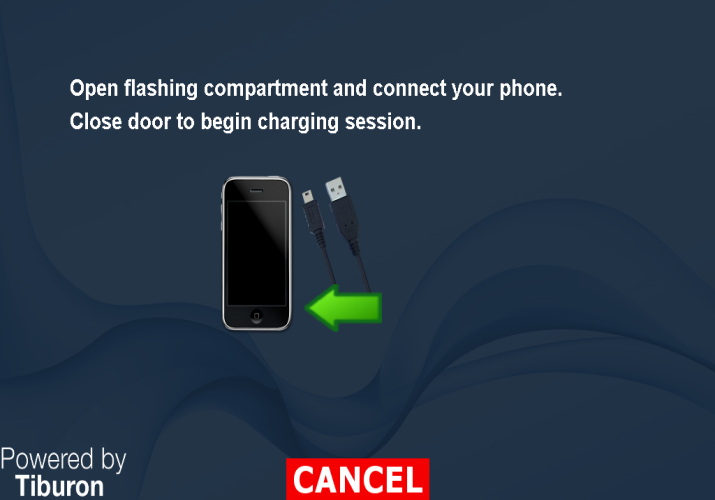 Open flashing compartment and connect your phone.
Close door to begin charging session.
Powered by
Tiburon
CANCEL